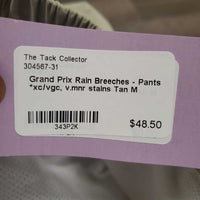 The Tack Collector
304567-31
Grand Prix Rain Breeches - Pants
*xc/vgc, v.mnr stains Tan M
343P2K
$48.50